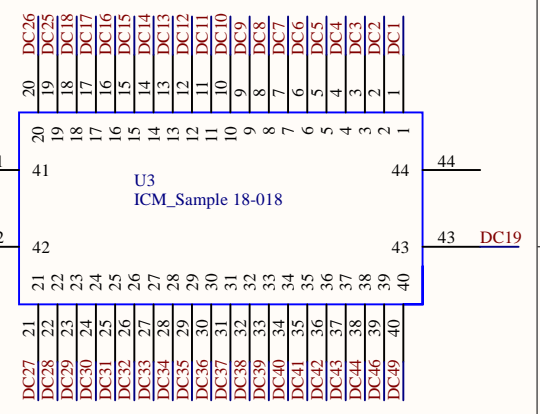 DC26 DC25 DC18 DC17 DC16 DC15 DC14 DC13 DC12 DC11 DC10 DC9 DC8 DC7 DC6 DC5 DC4 DC3 DC2 DC1
20 19 18 17 16 15 14 13 12 11 10 9 8 7 6 5 4 3 2 1
20 19 18 17 16 15 14 13 12 11 10 9 8 7 6 5 4 3 2 1
41 44 44
U3
ICM_Sample 18-018
42 43 43 DC19
21 22 23 24 25 26 27 28 29 30 31 32 33 34 35 36 37 38 39 40
21 22 23 24 25 26 27 28 29 30 31 32 33 34 35 36 37 38 39 40
DC27 DC28 DC29 DC30 DC31 DC32 DC33 DC34 DC35 DC36 DC37 DC38 DC39 DC40 DC41 DC42 DC43 DC44 DC46 DC49